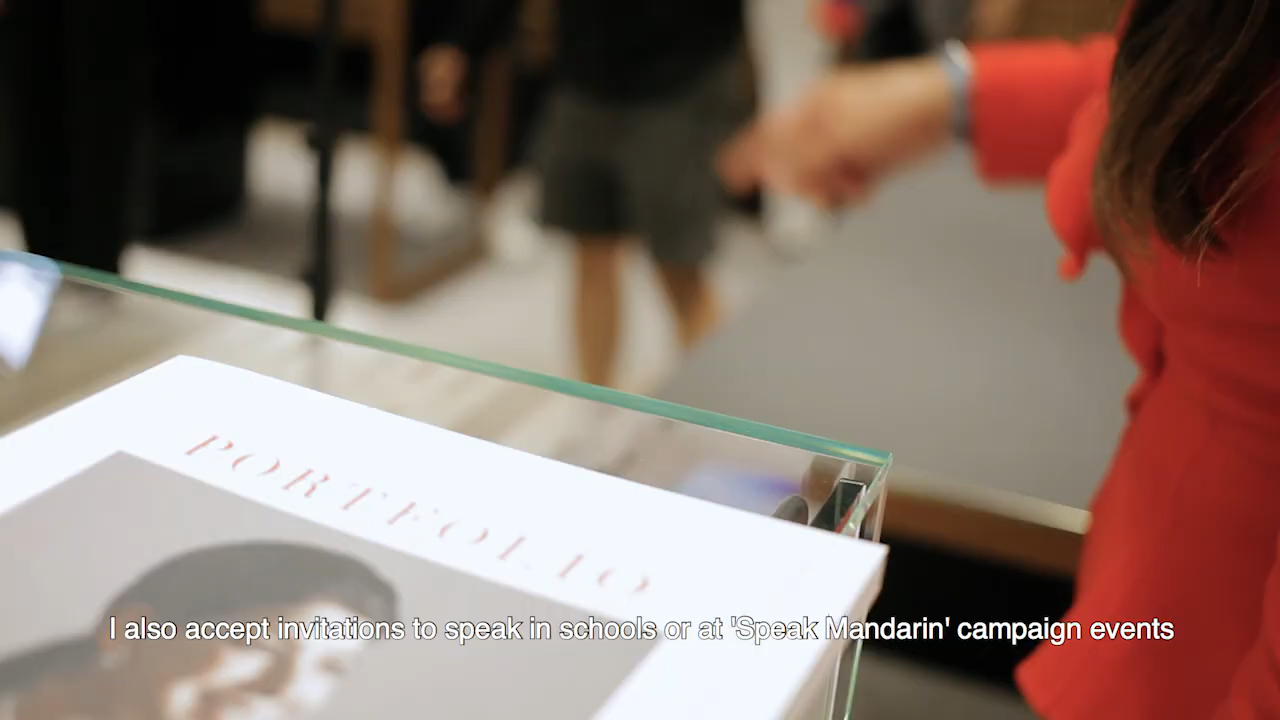 PORTFOLIO
I also accept invitations to speak in schools or at 'Speak Mandarin' campaign events